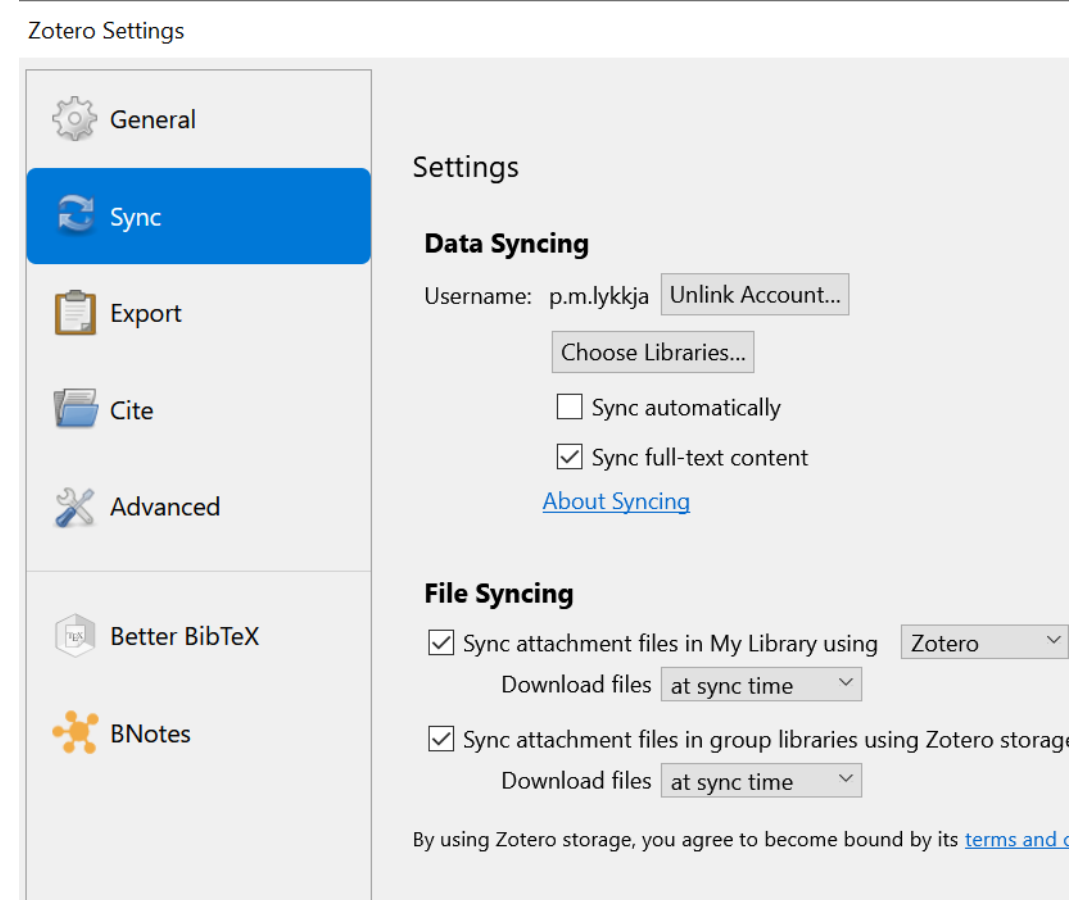 Zotero Settings
General
Sync
Export
Cite
Advanced
Better BibTeX
BNotes
Settings
Data Syncing
Username: p.m.lykkja Unlink Account...
Choose Libraries...
Sync automatically
Sync full-text content
About Syncing
File Syncing
Sync attachment files in My Library using Zotero
Download files at sync time
Sync attachment files in group libraries using Zotero storage
Download files at sync time
By using Zotero storage, you agree to become bound by its terms and